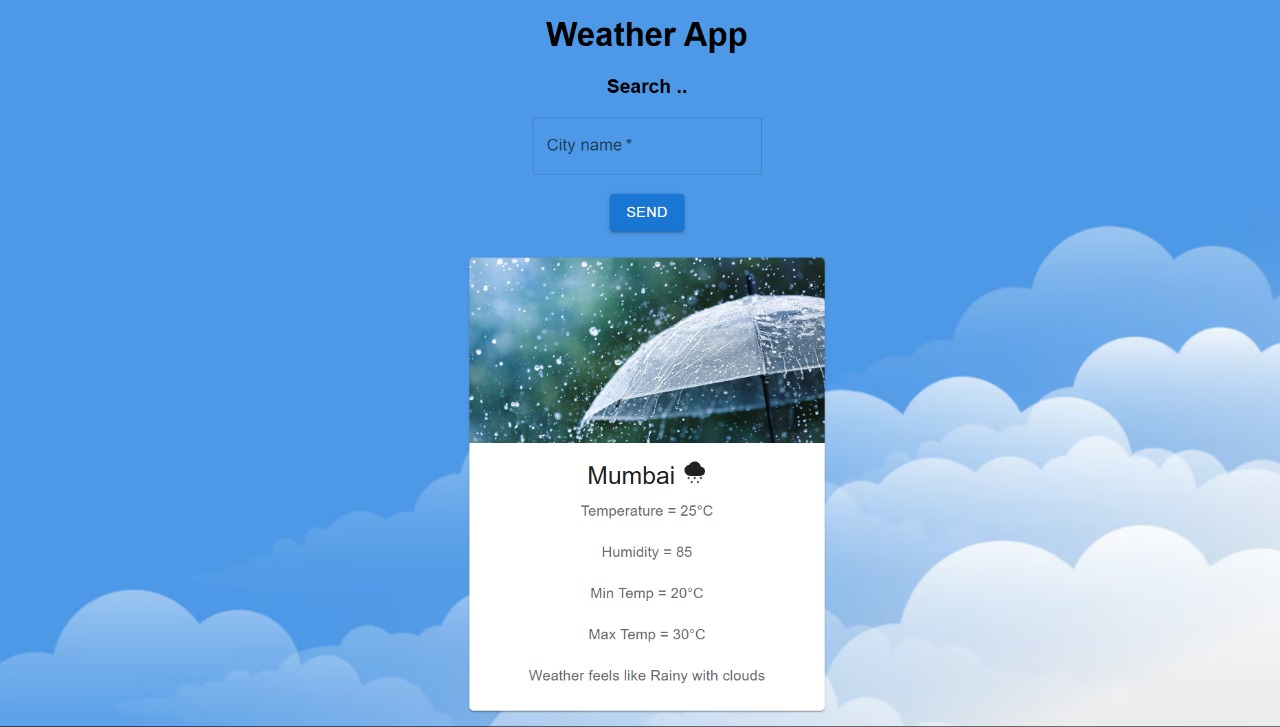 Weather App
Search ..
City name *
SEND
Mumbai
Temperature = 25°C
Humidity = 85
Min Temp = 20°C
Max Temp = 30°C
Weather feels like Rainy with clouds